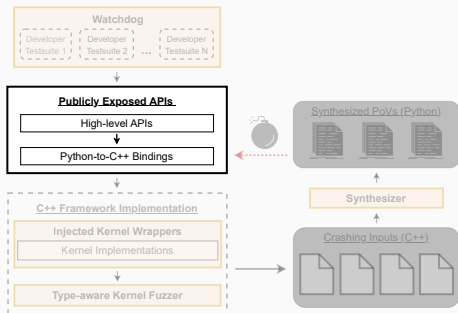 Watchdog
Developer Testsuite 1
Developer Testsuite 2
...
Developer Testsuite N
Publicly Exposed APIs
High-level APIs
Python-to-C++ Bindings
C++ Framework Implementation
Injected Kernel Wrappers
Kernel Implementations
Type-aware Kernel Fuzzer
Synthesized PoVs (Python)
Synthesizer
Crashing Inputs (C++)